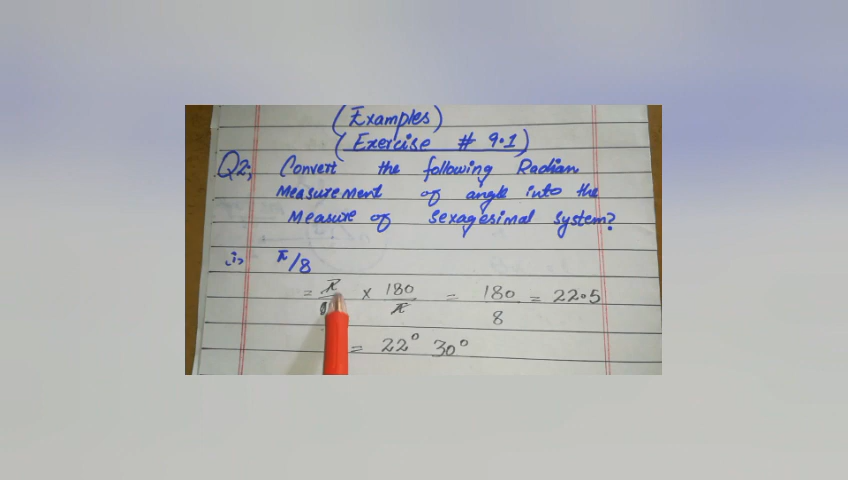 (Examples)
(Exercise # 9.1)
Q2; Convert the following Radian
Measurement of angle into the
Measure of Sexagesimal System?
i) π/8
= π/8 × 180/π = 180/8 = 22.5
= 22° 30°